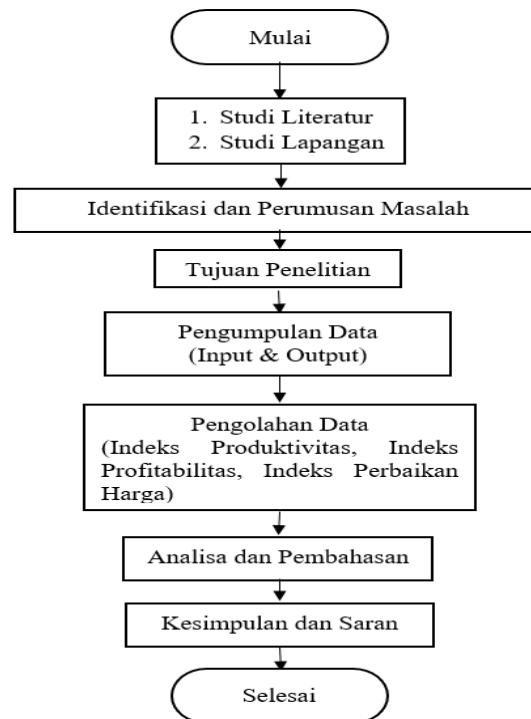 Mulai
1. Studi Literatur
2. Studi Lapangan
Identifikasi dan Perumusan Masalah
Tujuan Penelitian
Pengumpulan Data
(Input & Output)
Pengolahan Data
(Indeks Produktivitas, Indeks
Profitabilitas, Indeks Perbaikan
Harga)
Analisa dan Pembahasan
Kesimpulan dan Saran
Selesai